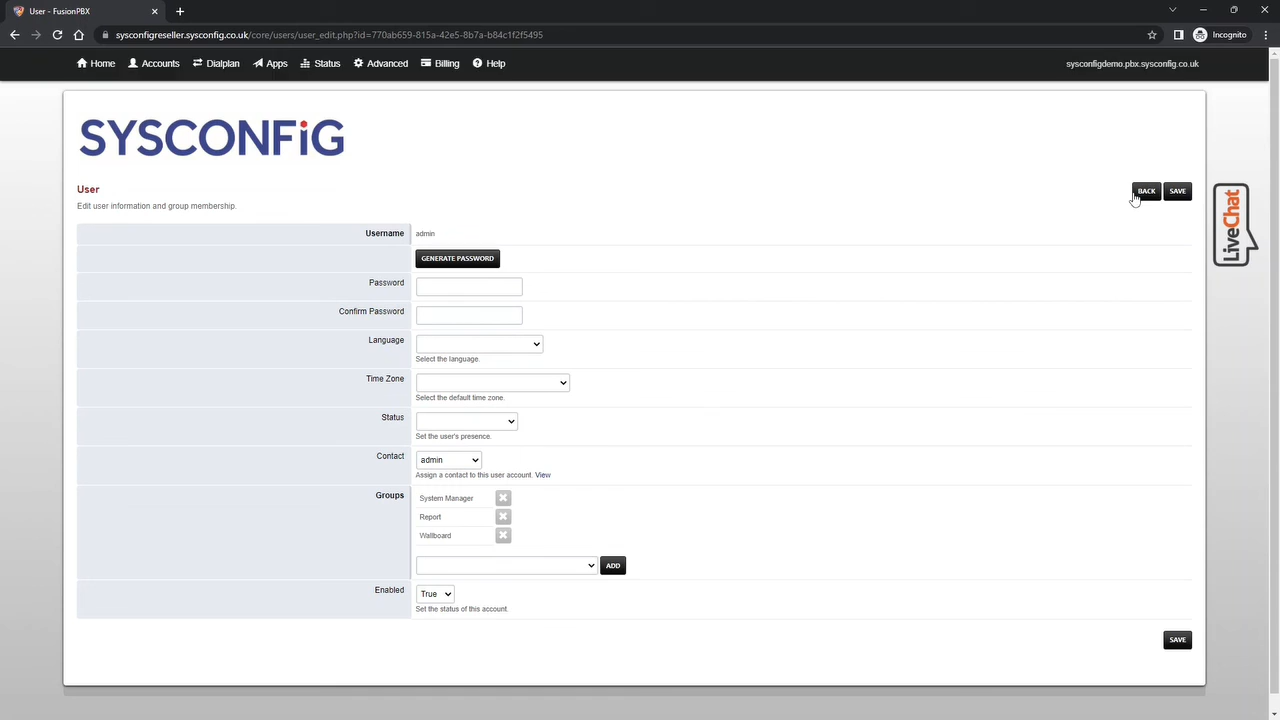 User - FusionPBX
sysconfigreseller.sysconfig.co.uk/core/users/user_edit.php?id=770ab659-815a-42e5-8b7a-b84c1f2f5495
Incognito
Home Accounts Dialplan Apps Status Advanced Billing Help
sysconfigdemo.pbx.sysconfig.co.uk
SYSCONFiG
User
BACK SAVE
Edit user information and group membership.
LiveChat
Username admin
GENERATE PASSWORD
Password
Confirm Password
Language
Select the language.
Time Zone
Select the default time zone.
Status
Set the user's presence.
Contact admin
Assign a contact to this user account. View
Groups
System Manager
Report
Wallboard
ADD
Enabled True
Set the status of this account.
SAVE